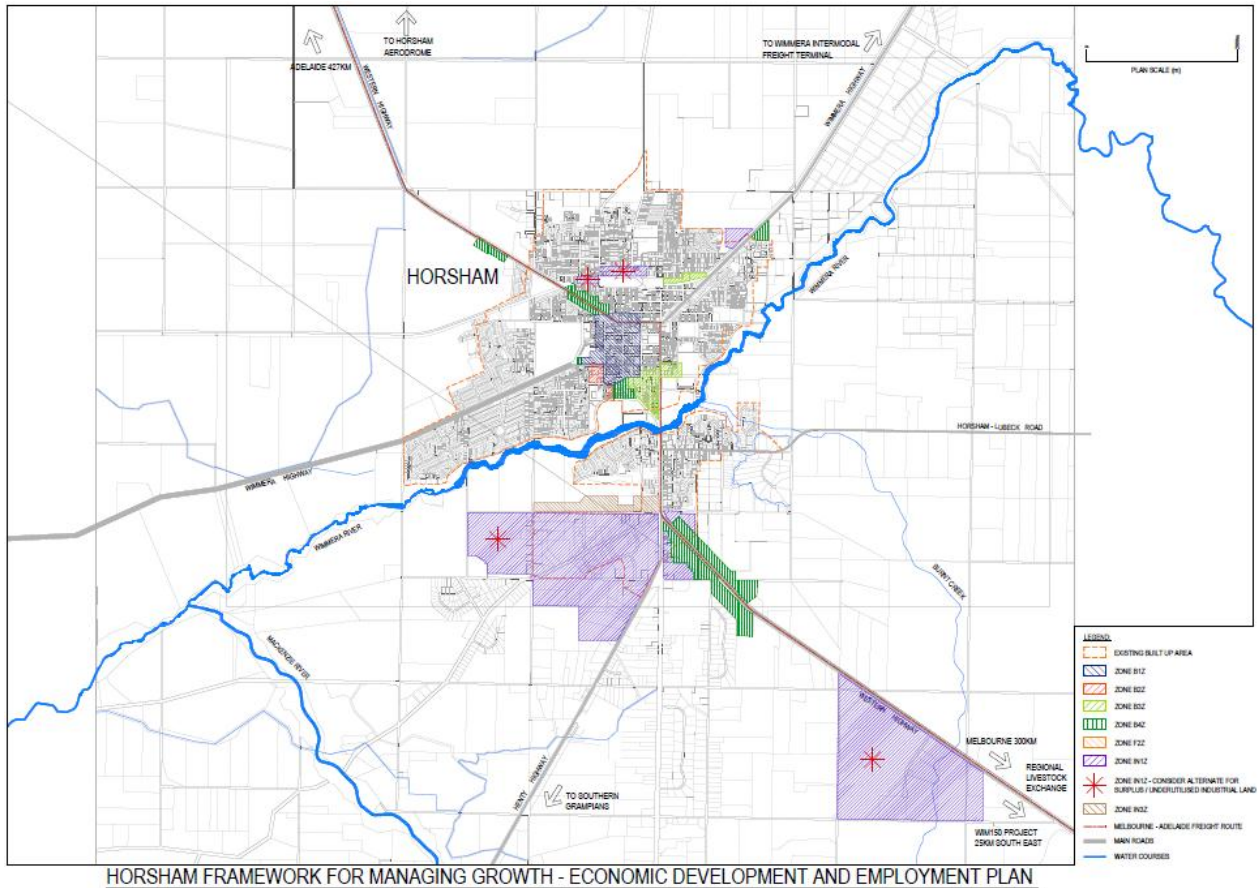 TO HORSHAM
AERODROME
ADELAIDE 427KM
WESTERN HIGHWAY
TO WIMMERA INTERMODAL
FREIGHT TERMINAL
WIMMERA HIGHWAY
PLAN SCALE (m)
HORSHAM
WIMMERA RIVER
HORSHAM - LUBECK ROAD
WIMMERA HIGHWAY
WIMMERA RIVER
BURNT CREEK
MACKENZIE RIVER
HENTY HIGHWAY
TO SOUTHERN
GRAMPIANS
WESTERN HIGHWAY
MELBOURNE 300KM
REGIONAL
LIVESTOCK
EXCHANGE
WIM150 PROJECT
25KM SOUTH EAST
LEGEND:
EXISTING BUILT UP AREA
ZONE B1Z
ZONE B2Z
ZONE B3Z
ZONE B4Z
ZONE F2Z
ZONE IN1Z
ZONE IN1Z - CONSIDER ALTERNATE FOR
SURPLUS / UNDERUTILISED INDUSTRIAL LAND
ZONE IN3Z
MELBOURNE - ADELAIDE FREIGHT ROUTE
MAIN ROADS
WATER COURSES
HORSHAM FRAMEWORK FOR MANAGING GROWTH - ECONOMIC DEVELOPMENT AND EMPLOYMENT PLAN